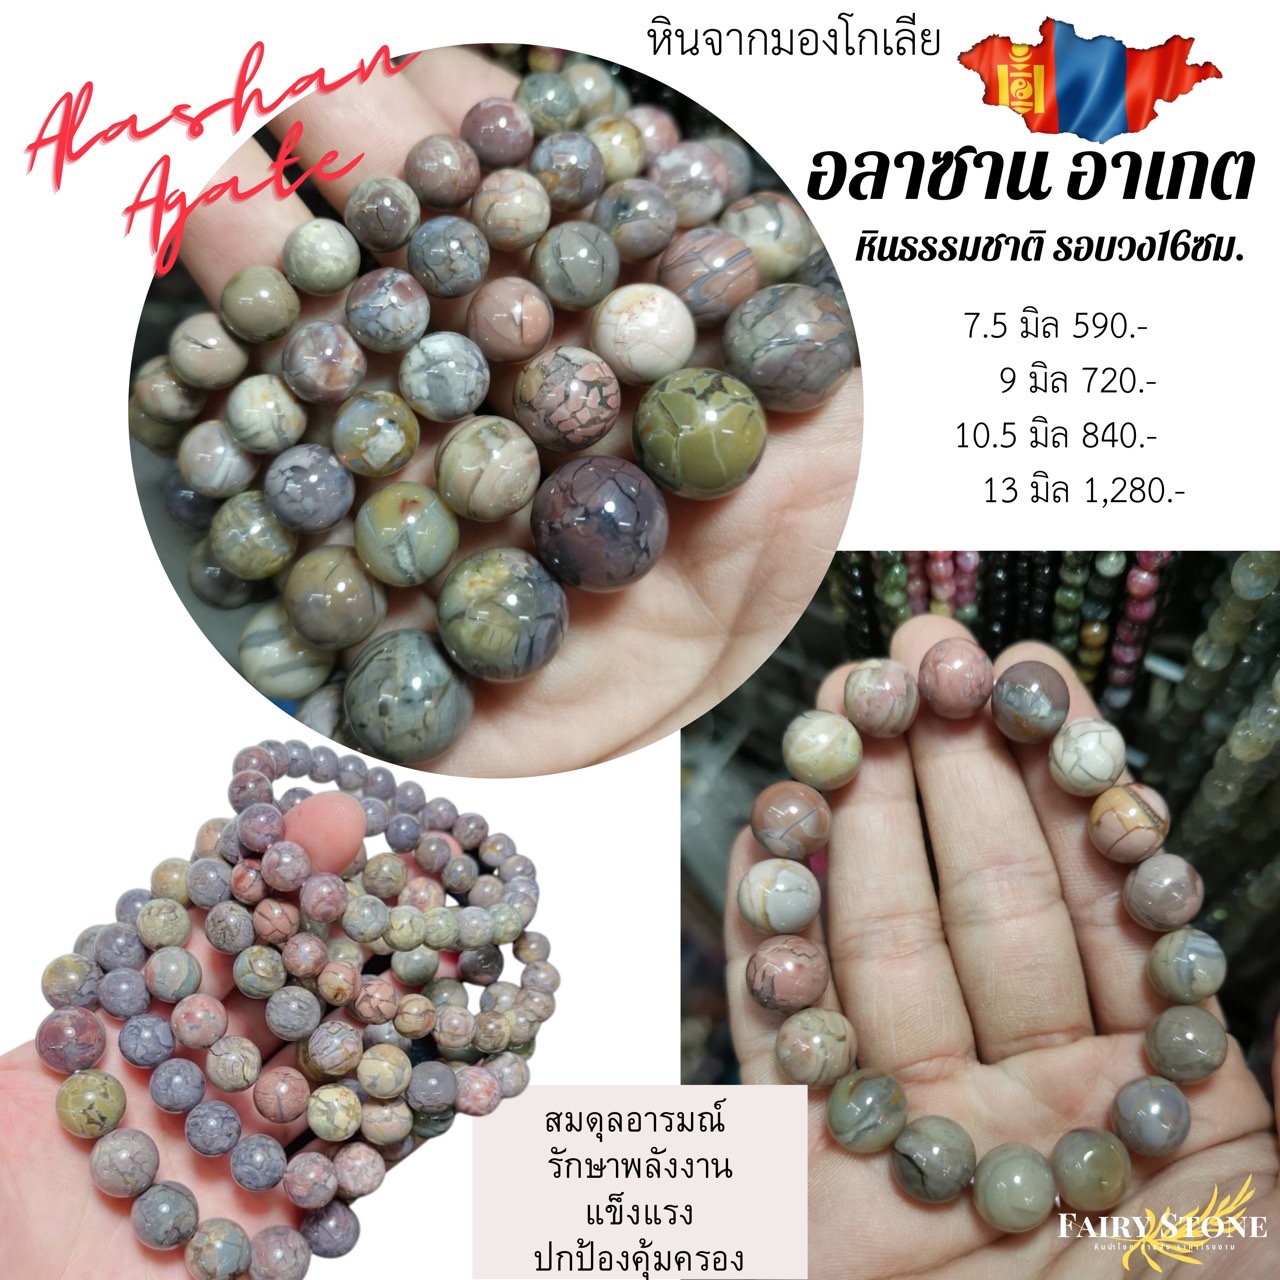 Alashan
Agate
หินจากมองโกเลีย
อลาซาน อาเกต
หินธรรมชาติ รอบวง16ซม.
7.5 มิล 590.-
9 มิล 720.-
10.5 มิล 840.-
13 มิล 1,280.-
สมดุลอารมณ์
รักษาพลังงาน
แข็งแรง
ปกป้องคุ้มครอง
FAIRY STONE